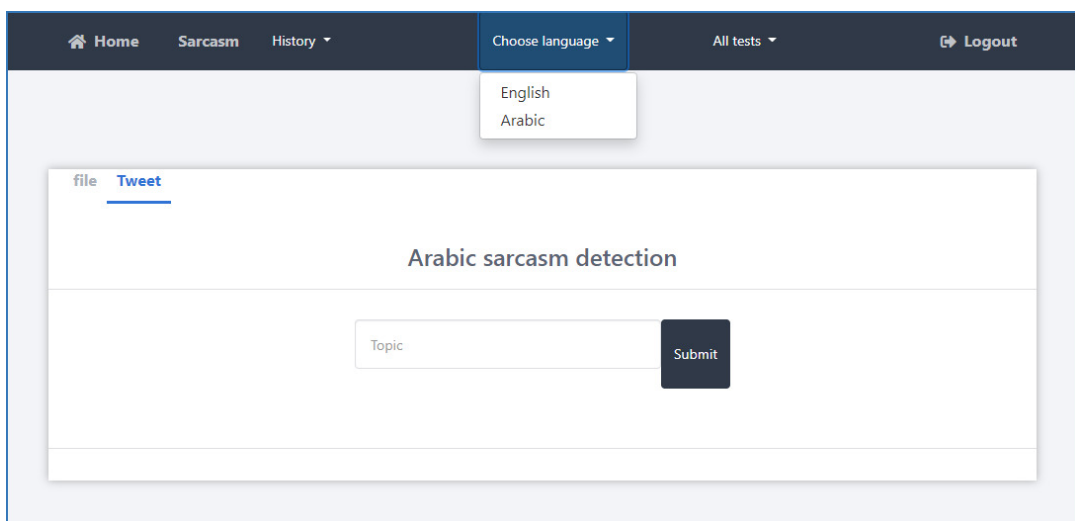 Home Sarcasm History Choose language All tests Logout
English
Arabic
file Tweet
Arabic sarcasm detection
Topic
Submit